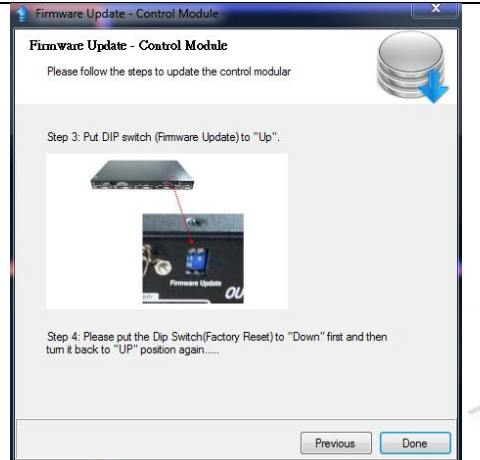 Firmware Update - Control Module
Firmware Update - Control Module
Please follow the steps to update the control modular
Step 3: Put DIP switch (Firmware Update) to "Up".
Firmware Update
OU
Step 4: Please put the Dip Switch(Factory Reset) to "Down" first and then
turn it back to "UP" position again.....
Previous
Done